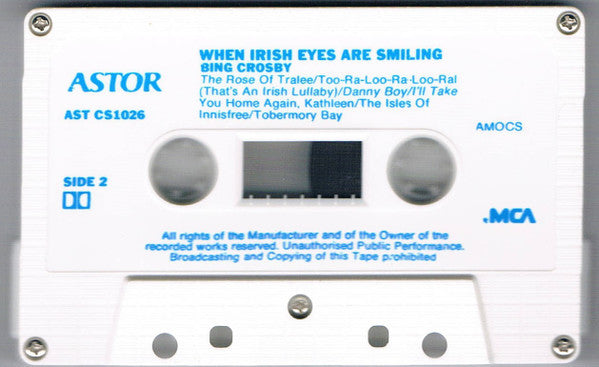 WHEN IRISH EYES ARE SMILING
BING CROSBY
The Rose Of Tralee/Too-Ra-Loo-Ra-Loo-Ral
(That's An Irish Lullaby)/Danny Boy/I'll Take
You Home Again, Kathleen/The Isles Of
Innisfree/Tobermory Bay
ASTOR
AST CS1026
AMOCS
SIDE 2
MCA
All rights of the Manufacturer and of the Owner of the
recorded works reserved. Unauthorised Public Performance.
Broadcasting and Copying of this Tape prohibited